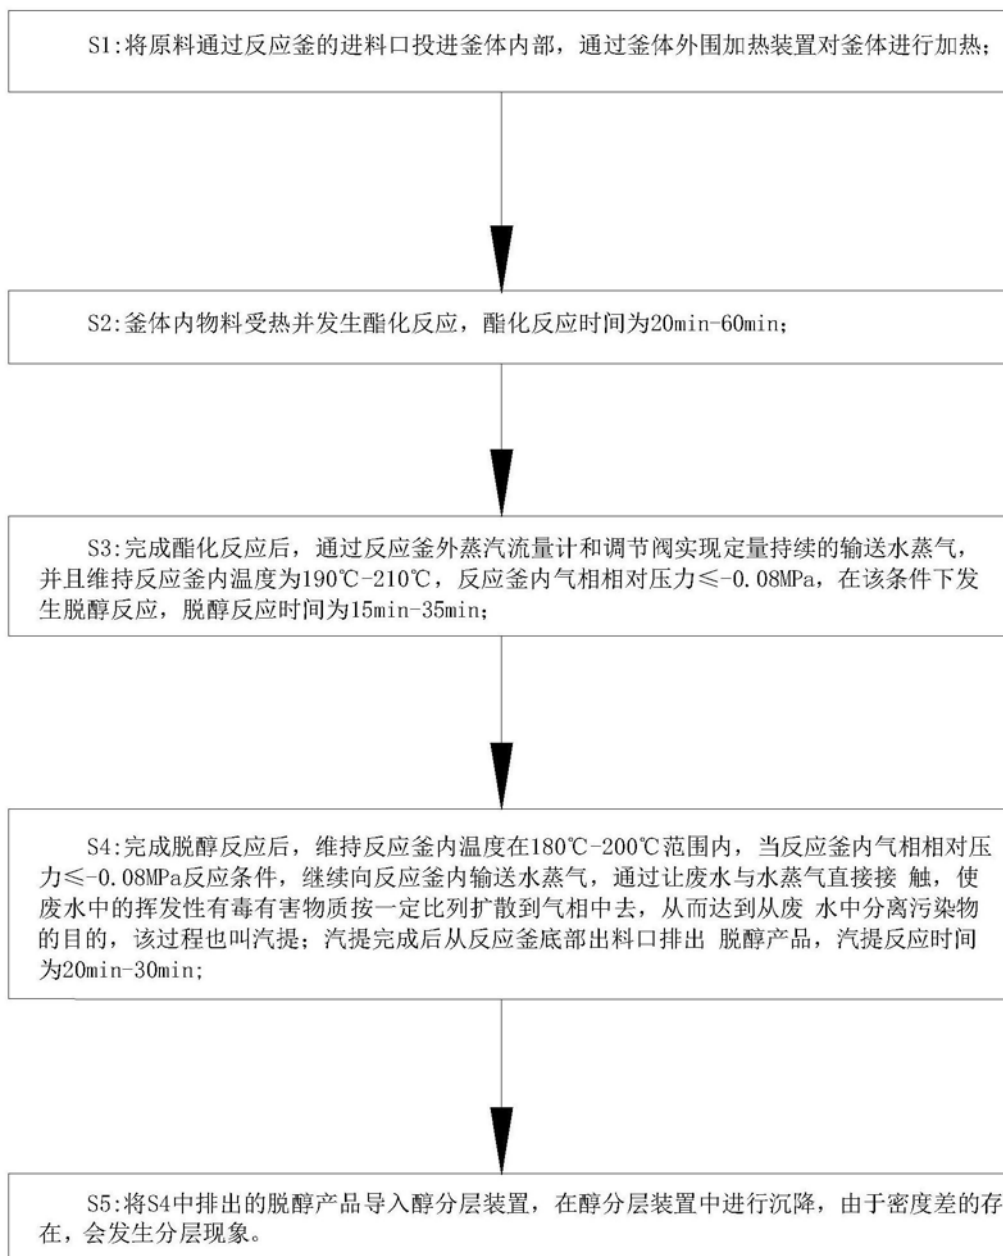 S1:将原料通过反应釜的进料口投进釜体内部，通过釜体外围加热装置对釜体进行加热；
S2:釜体内物料受热并发生酯化反应，酯化反应时间为20min-60min；
S3:完成酯化反应后，通过反应釜外蒸汽流量计和调节阀实现定量持续的输送水蒸气，
并且维持反应釜内温度为190℃-210℃，反应釜内气相相对压力≤-0.08MPa，在该条件下发
生脱醇反应，脱醇反应时间为15min-35min；
S4:完成脱醇反应后，维持反应釜内温度在180℃-200℃范围内，当反应釜内气相相对压
力≤-0.08MPa反应条件，继续向反应釜内输送水蒸气，通过让废水与水蒸气直接接 触，使
废水中的挥发性有毒有害物质按一定比列扩散到气相中去，从而达到从废 水中分离污染物
的目的，该过程也叫汽提；汽提完成后从反应釜底部出料口排出 脱醇产品，汽提反应时间
为20min-30min；
S5:将S4中排出的脱醇产品导入醇分层装置，在醇分层装置中进行沉降，由于密度差的存
在，会发生分层现象。